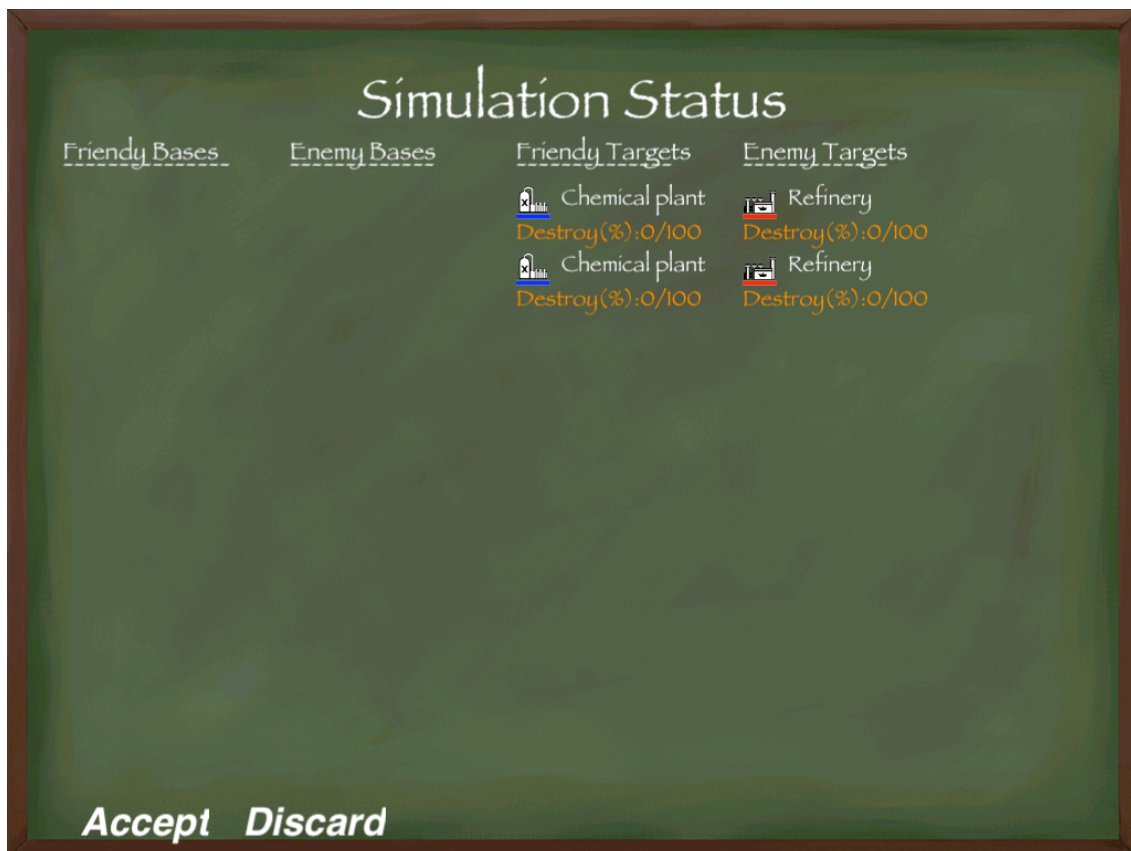 Simulation Status
Friendy Bases
Enemy Bases
Friendy Targets
Enemy Targets
Chemical plant
Refinery
Destroy(%):0/100
Destroy(%):0/100
Chemical plant
Refinery
Destroy(%):0/100
Destroy(%):0/100
Accept Discard